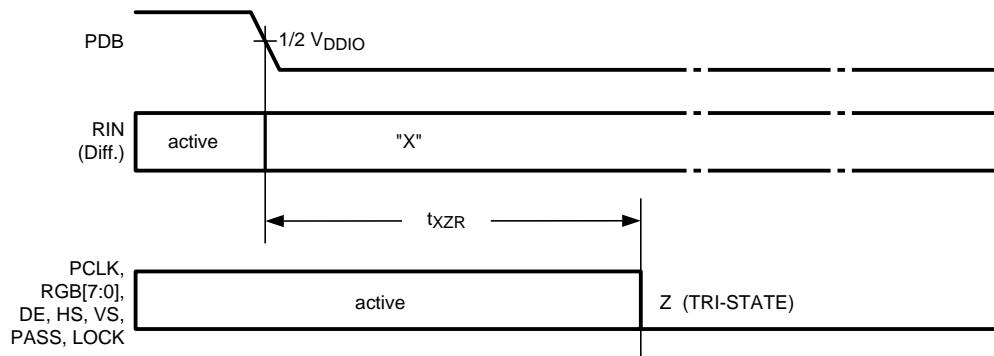 PDB
1/2 VDDIO
RIN
(Diff.)
active
"X"
tXZR
PCLK,
RGB[7:0],
DE, HS, VS,
PASS, LOCK
active
Z (TRI-STATE)